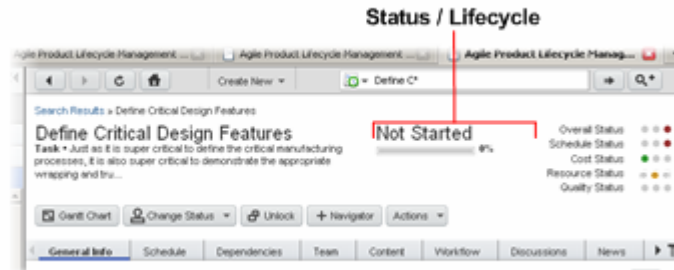 Status / Lifecycle
Agile Product Lifecycle Management ...
Agile Product Lifecycle Management ...
Agile Product Lifecycle Manag...
Create New
Define C*
Search Results » Define Critical Design Features
Define Critical Design Features
Not Started
0%
Task • Just as it is super critical to define the critical manufacturing
processes, it is also super critical to demonstrate the appropriate
wrapping and tru...
Overall Status
Schedule Status
Cost Status
Resource Status
Quality Status
Gantt Chart
Change Status
Unlock
Navigator
Actions
General Info
Schedule
Dependencies
Team
Content
Workflow
Discussions
News
T